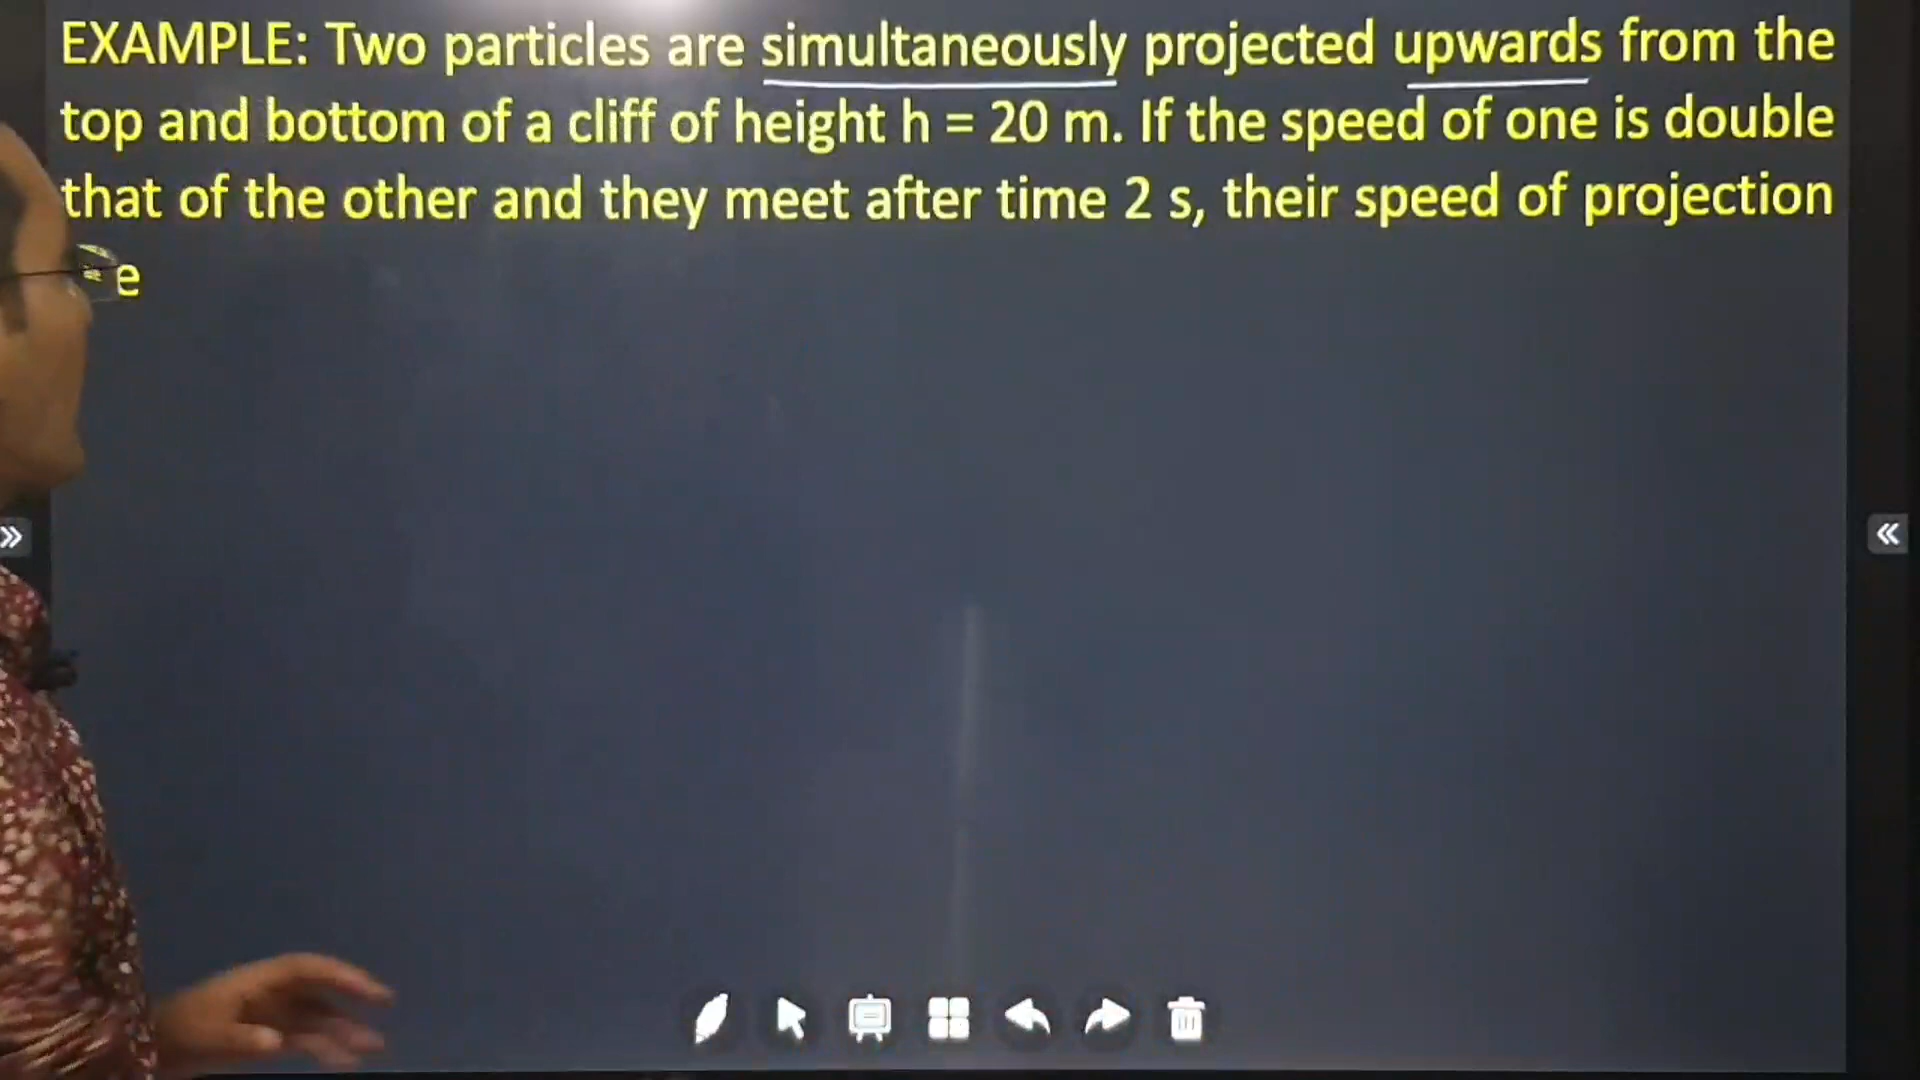 EXAMPLE: Two particles are simultaneously projected upwards from the
top and bottom of a cliff of height h = 20 m. If the speed of one is double
that of the other and they meet after time 2 s, their speed of projection